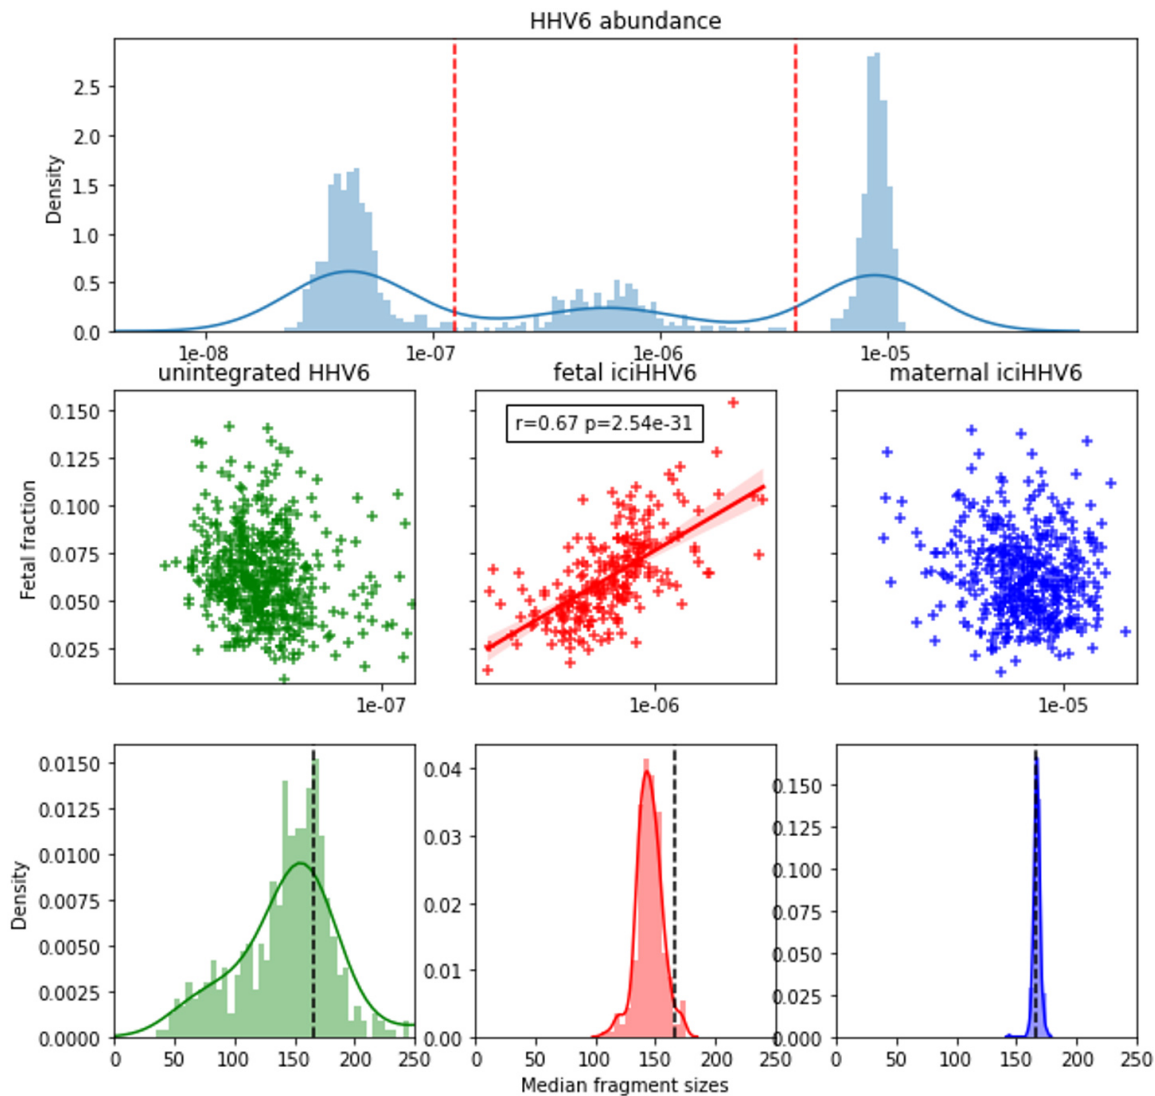 HHV6 abundance
Density
2.5
2.0
1.5
1.0
0.5
0.0
1e-08 1e-07 1e-06 1e-05
unintegrated HHV6 fetal iciHHV6 maternal iciHHV6
Fetal fraction
0.150
0.125
0.100
0.075
0.050
0.025
r=0.67 p=2.54e-31
1e-07 1e-06 1e-05
Density
0.0150
0.0125
0.0100
0.0075
0.0050
0.0025
0.0000
0 50 100 150 200 250
0.04
0.03
0.02
0.01
0.00
0 50 100 150 200 250
0.150
0.125
0.100
0.075
0.050
0.025
0.000
0 50 100 150 200 250
Median fragment sizes